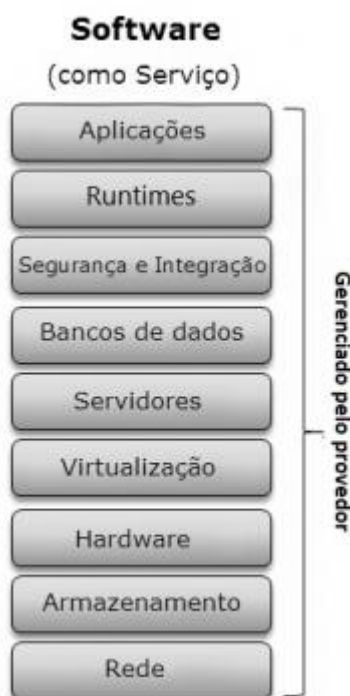 Software
(como Serviço)
Aplicações
Runtimes
Segurança e Integração
Bancos de dados
Servidores
Virtualização
Hardware
Armazenamento
Rede
Gerenciado pelo provedor